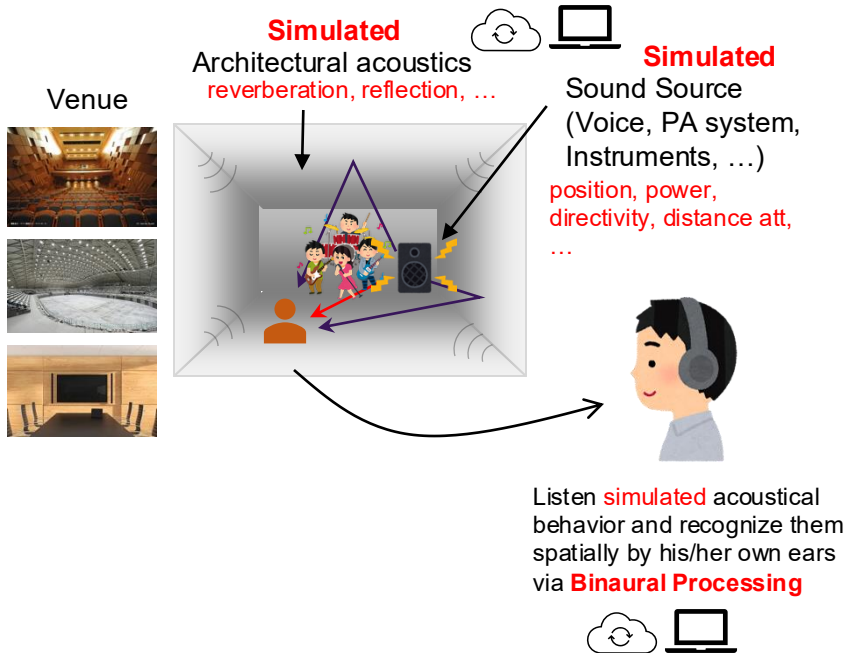 Simulated
Architectural acoustics
reverberation, reflection, …
Simulated
Sound Source
(Voice, PA system,
Instruments, …)
position, power,
directivity, distance att,
…
Venue
Listen simulated acoustical
behavior and recognize them
spatially by his/her own ears
via Binaural Processing